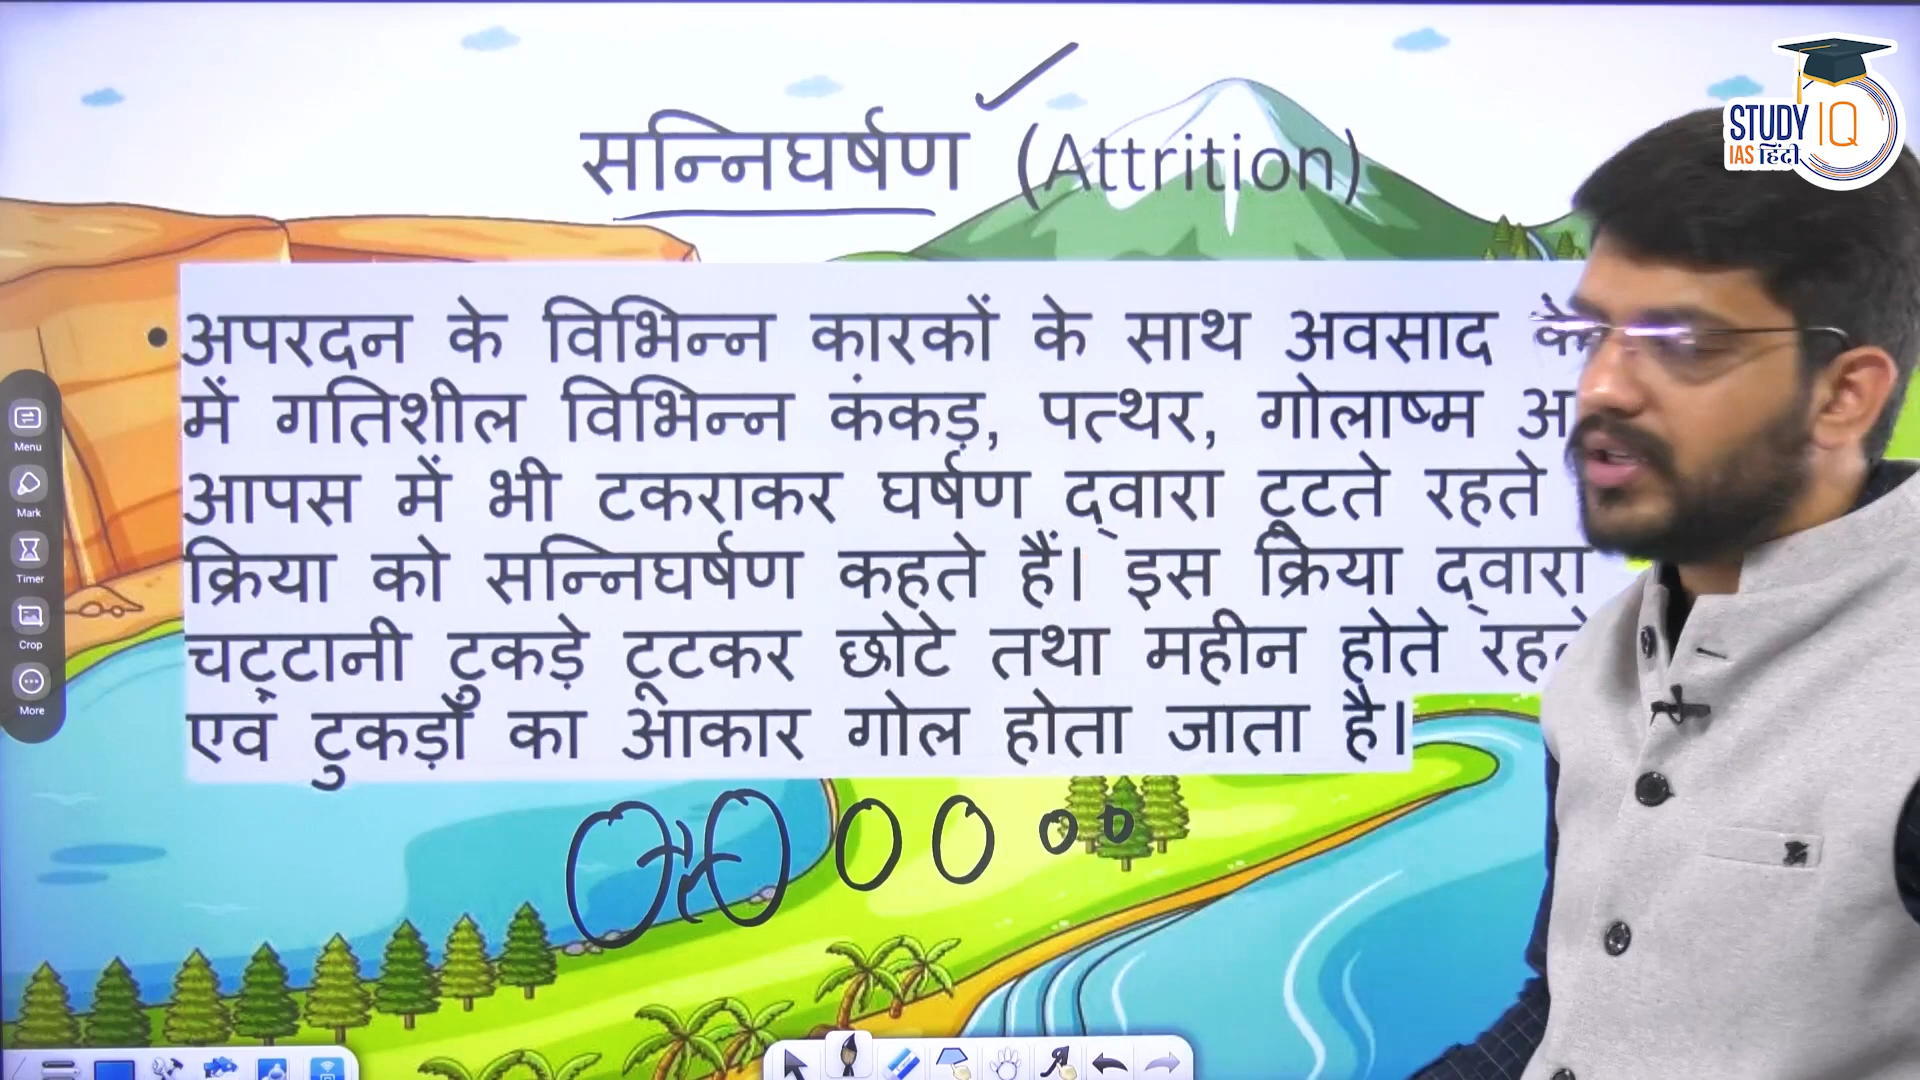 STUDY IQ
IAS हिंदी
सन्निघर्षण (Attrition)
अपरदन के विभिन्न कारकों के साथ अवसाद के
में गतिशील विभिन्न कंकड़, पत्थर, गोलाष्म
आपस में भी टकराकर घर्षण द्वारा टूटते रहते
क्रिया को सन्निघर्षण कहते हैं। इस क्रिया द्वारा
चट्टानी टुकड़े टूटकर छोटे तथा महीन होते
एवं टुकड़ों का आकार गोल होता जाता है।
Menu
Mark
Timer
Crop
More